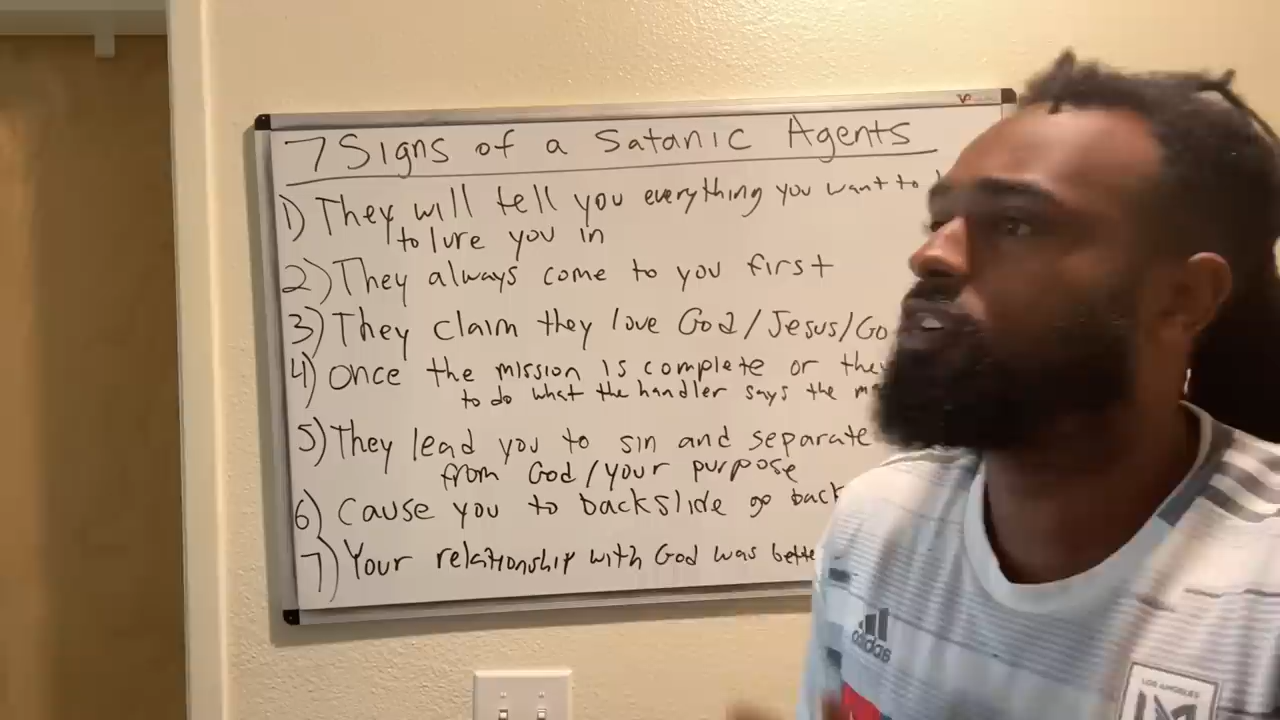 7 Signs of a Satanic Agents
1) They will tell you everything you want to
to lure you in
2) They always come to you first
3) They claim they love God/Jesus/Go
4) Once the mission is complete or they
to do what the handler says the m
5) They lead you to sin and separate
from God/your purpose
6) Cause you to backslide go back
7) Your relationship with God was bette
adidas
LOS ANGELES